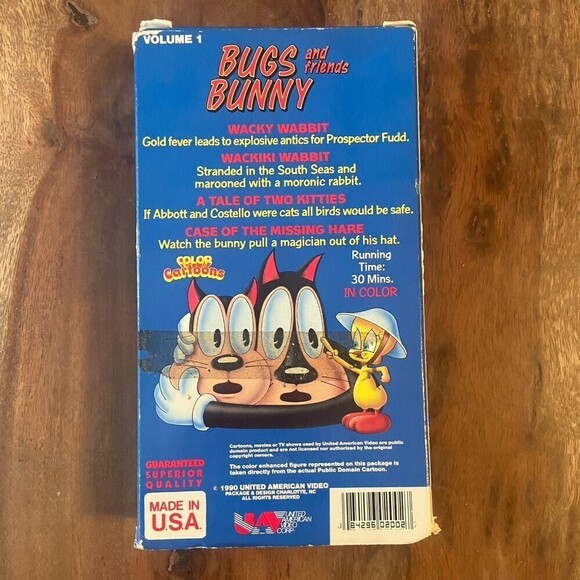 VOLUME 1
BUGS and friends
BUNNY
WACKY WABBIT
Gold fever leads to explosive antics for Prospector Fudd.
WACKIKI WABBIT
Stranded in the South Seas and
marooned with a moronic rabbit.
A TALE OF TWO KITTIES
If Abbott and Costello were cats all birds would be safe.
CASE OF THE MISSING HARE
Watch the bunny pull a magician out of his hat.
COLOR
Cartoons
Running
Time:
30 Mins.
IN COLOR
Cartoons, movies or TV shows used by United American Video are public
domain product and are not licensed nor authorized by the original
copyright owners.
The color enhanced figure represented on this package is
taken directly from the actual Public Domain Cartoon.
GUARANTEED
SUPERIOR
QUALITY
© 1990 UNITED AMERICAN VIDEO
PACKAGE & DESIGN CHARLOTTE, NC
ALL RIGHTS RESERVED
MADE IN
U.S.A.
UAV
UNITED
AMERICAN
VIDEO
CORP.
84296 02002